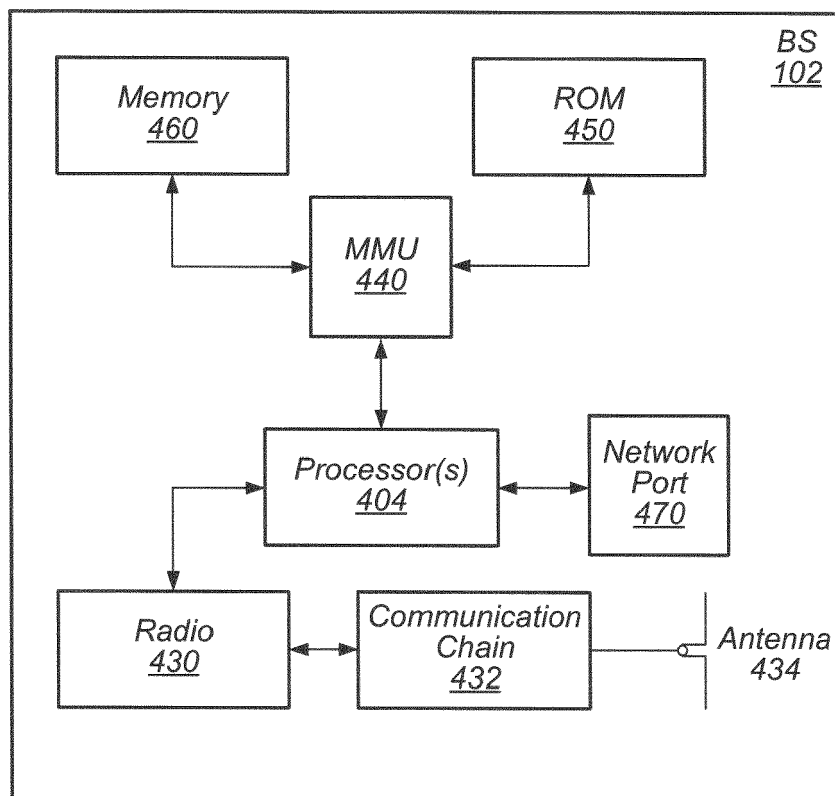 BS
102
Memory
460
ROM
450
MMU
440
Processor(s)
404
Network
Port
470
Radio
430
Communication
Chain
432
Antenna
434